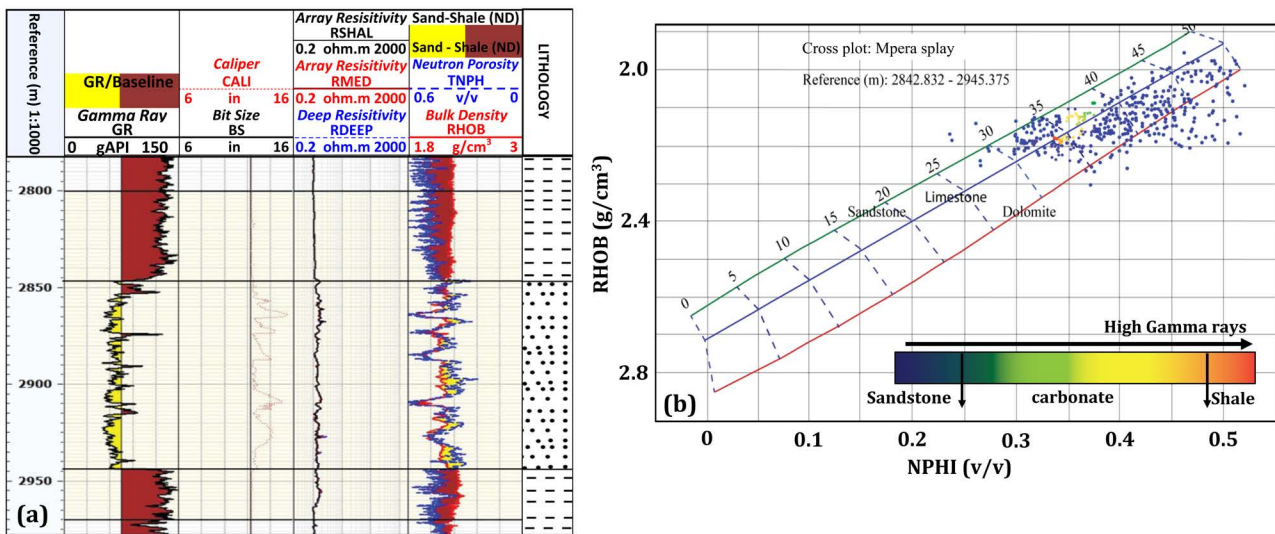 Reference (m) 1:1000
GR/Baseline
Gamma Ray
GR
0 gAPI 150
Caliper
CALI
6 in 16
Bit Size
BS
6 in 16
Array Resisitivity
RSHAL
0.2 ohm.m 2000
Array Resisitivity
RMED
0.2 ohm.m 2000
Deep Resisitivity
RDEEP
0.2 ohm.m 2000
Sand-Shale (ND)
Sand - Shale (ND)
Neutron Porosity
TNPH
0.6 v/v 0
Bulk Density
RHOB
1.8 g/cm³ 3
LITHOLOGY
2800
2850
2900
2950
(a)
Cross plot: Mpera splay
Reference (m): 2842.832 - 2945.375
RHOB (g/cm³)
2.0
2.4
2.8
0
5
10
15
20
25
30
35
40
45
50
Sandstone
Limestone
Dolomite
High Gamma rays
Sandstone
carbonate
Shale
(b)
0
0.1
0.2
0.3
0.4
0.5
NPHI (v/v)